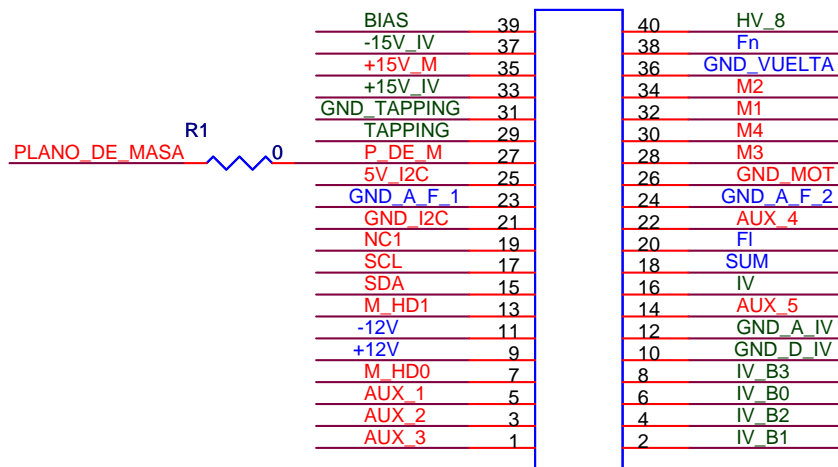 BIAS 39 40 HV_8
-15V_IV 37 38 Fn
+15V_M 35 36 GND_VUELTA
+15V_IV 33 34 M2
GND_TAPPING 31 32 M1
R1 TAPPING 29 30 M4
PLANO_DE_MASA 0 P_DE_M 27 28 M3
5V_I2C 25 26 GND_MOT
GND_A_F_1 23 24 GND_A_F_2
GND_I2C 21 22 AUX_4
NC1 19 20 FI
SCL 17 18 SUM
SDA 15 16 IV
M_HD1 13 14 AUX_5
-12V 11 12 GND_A_IV
+12V 9 10 GND_D_IV
M_HD0 7 8 IV_B3
AUX_1 5 6 IV_B0
AUX_2 3 4 IV_B2
AUX_3 1 2 IV_B1